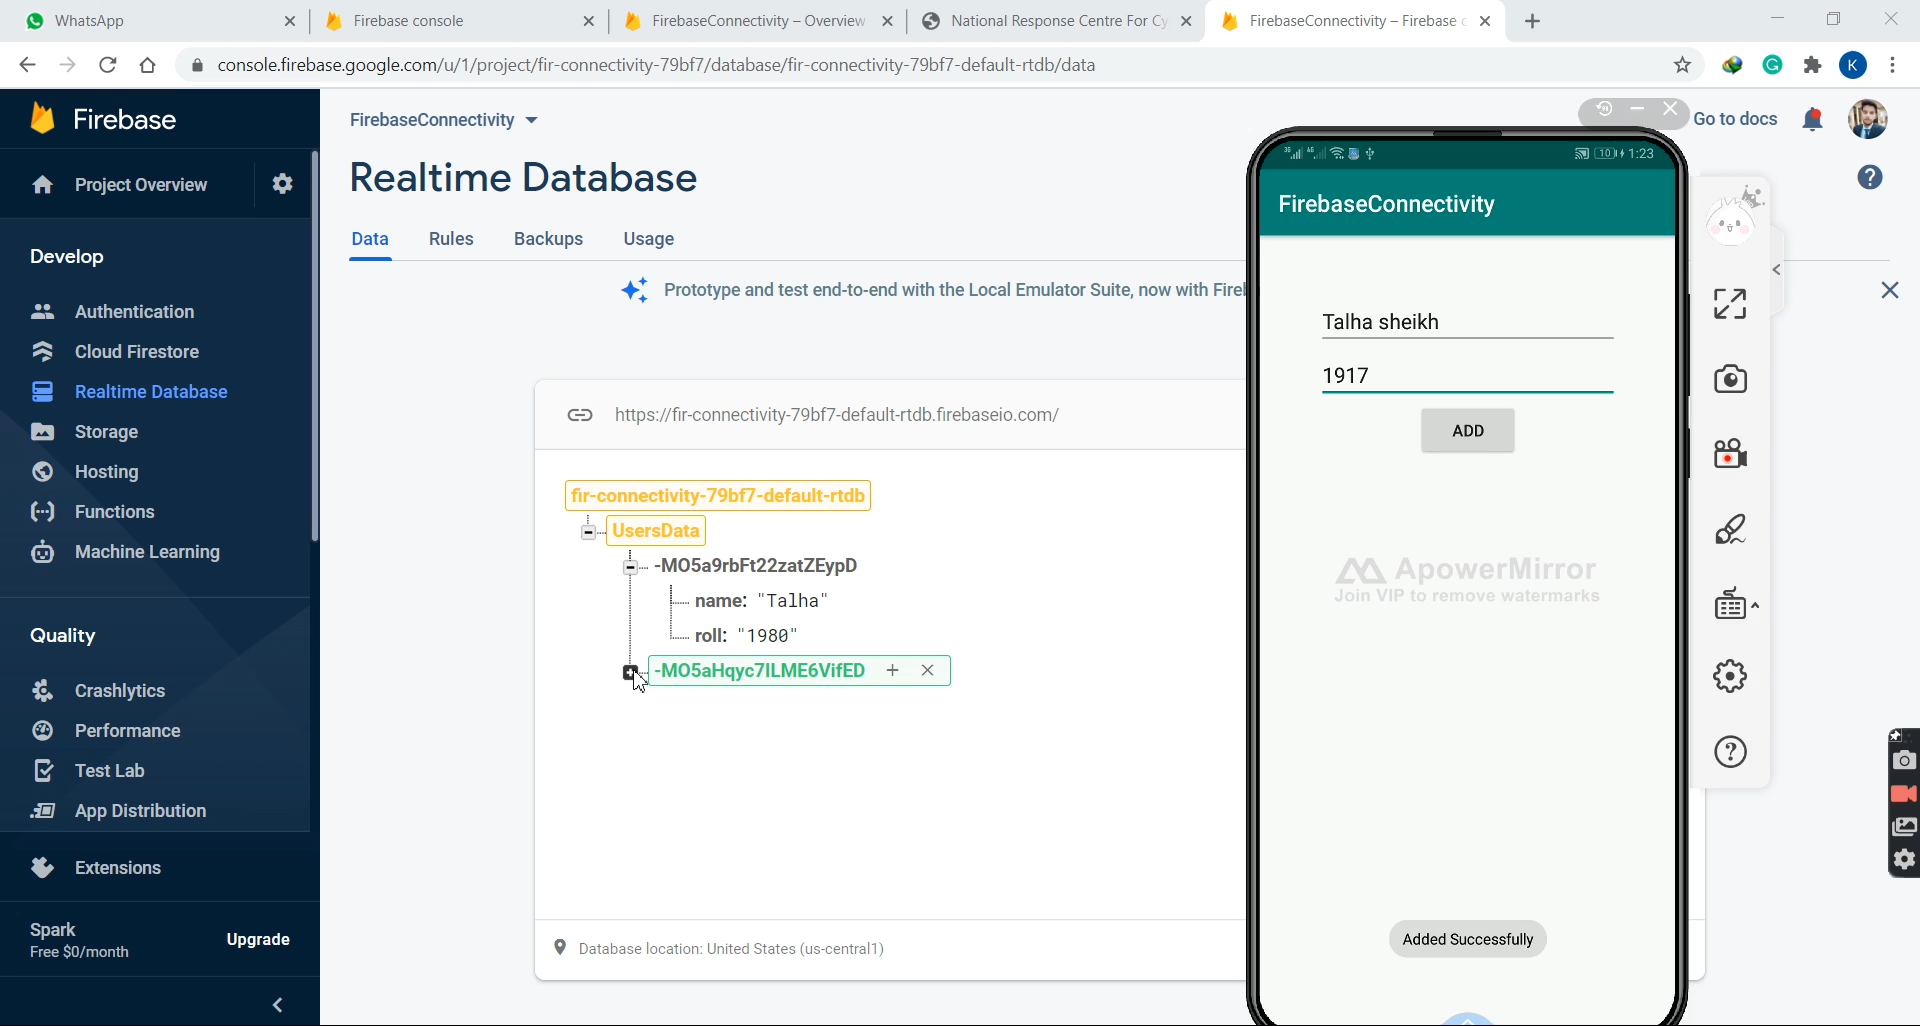 WhatsApp
Firebase console
FirebaseConnectivity – Overview
National Response Centre For Cy
FirebaseConnectivity – Firebase c
console.firebase.google.com/u/1/project/fir-connectivity-79bf7/database/fir-connectivity-79bf7-default-rtdb/data
K
Firebase
Project Overview
Develop
Authentication
Cloud Firestore
Realtime Database
Storage
Hosting
Functions
Machine Learning
Quality
Crashlytics
Performance
Test Lab
App Distribution
Extensions
Spark
Free $0/month
Upgrade
FirebaseConnectivity
Go to docs
Realtime Database
Data
Rules
Backups
Usage
Prototype and test end-to-end with the Local Emulator Suite, now with Fire
https://fir-connectivity-79bf7-default-rtdb.firebaseio.com/
fir-connectivity-79bf7-default-rtdb
UsersData
-MO5a9rbFt22zatZEypD
name: "Talha"
roll: "1980"
-MO5aHqyc7ILME6VifED
Database location: United States (us-central1)
3G 4G 10 1:23
FirebaseConnectivity
Talha sheikh
1917
ADD
ApowerMirror
Join VIP to remove watermarks
Added Successfully